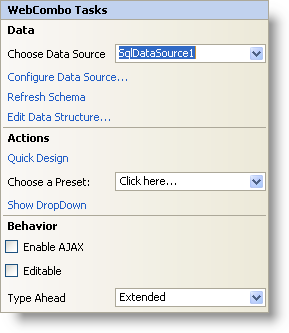 WebCombo Tasks
Data
Choose Data Source SqlDataSource1
Configure Data Source...
Refresh Schema
Edit Data Structure...
Actions
Quick Design
Choose a Preset: Click here...
Show DropDown
Behavior
Enable AJAX
Editable
Type Ahead Extended